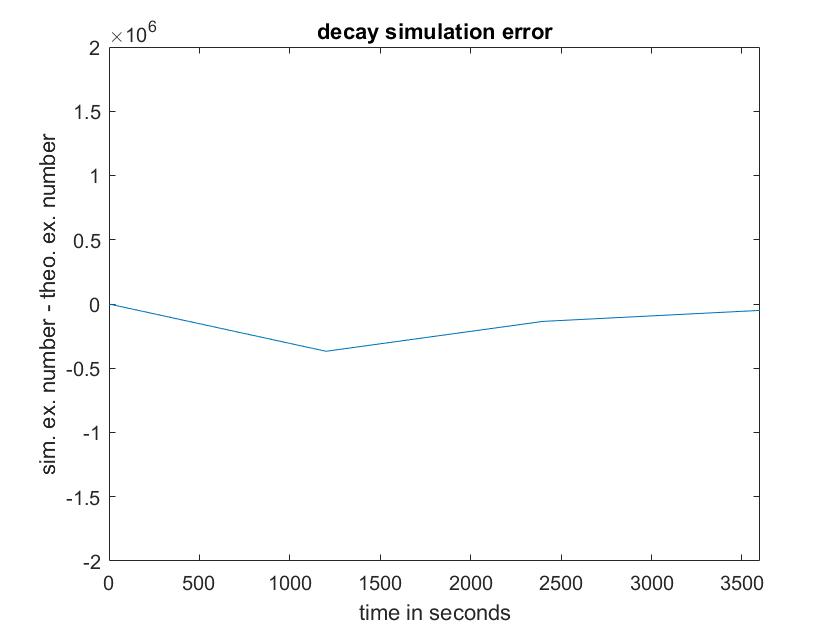 decay simulation error
×10^6
2
1.5
1
0.5
0
-0.5
-1
-1.5
-2
sim. ex. number - theo. ex. number
0 500 1000 1500 2000 2500 3000 3500
time in seconds